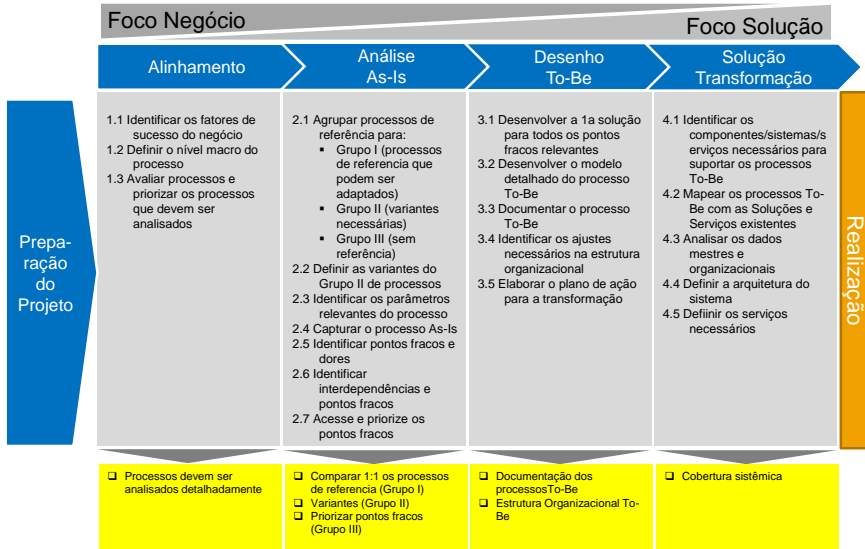 Foco Negócio
Foco Solução
Alinhamento
Análise
As-Is
Desenho
To-Be
Solução
Transformação
Prepa-
ração
do
Projeto
1.1 Identificar os fatores de
sucesso do negócio
1.2 Definir o nível macro do
processo
1.3 Avaliar processos e
priorizar os processos
que devem ser
analisados
2.1 Agrupar processos de
referência para:
▪ Grupo I (processos
de referencia que
podem ser
adaptados)
▪ Grupo II (variantes
necessárias)
▪ Grupo III (sem
referência)
2.2 Definir as variantes do
Grupo II de processos
2.3 Identificar os parâmetros
relevantes do processo
2.4 Capturar o processo As-Is
2.5 Identificar pontos fracos e
dores
2.6 Identificar
interdependências e
pontos fracos
2.7 Acesse e priorize os
pontos fracos
3.1 Desenvolver a 1a solução
para todos os pontos
fracos relevantes
3.2 Desenvolver o modelo
detalhado do processo
To-Be
3.3 Documentar o processo
To-Be
3.4 Identificar os ajustes
necessários na estrutura
organizacional
3.5 Elaborar o plano de ação
para a transformação
4.1 Identificar os
componentes/sistemas/s
erviços necessários para
suportar os processos
To-Be
4.2 Mapear os processos To-
Be com as Soluções e
Serviços existentes
4.3 Analisar os dados
mestres e
organizacionais
4.4 Definir a arquitetura do
sistema
4.5 Defiinir os serviços
necessários
Realização
❑ Processos devem ser
analisados detalhadamente
❑ Comparar 1:1 os processos
de referencia (Grupo I)
❑ Variantes (Grupo II)
❑ Priorizar pontos fracos
(Grupo III)
❑ Documentação dos
processosTo-Be
❑ Estrutura Organizacional To-
Be
❑ Cobertura sistêmica